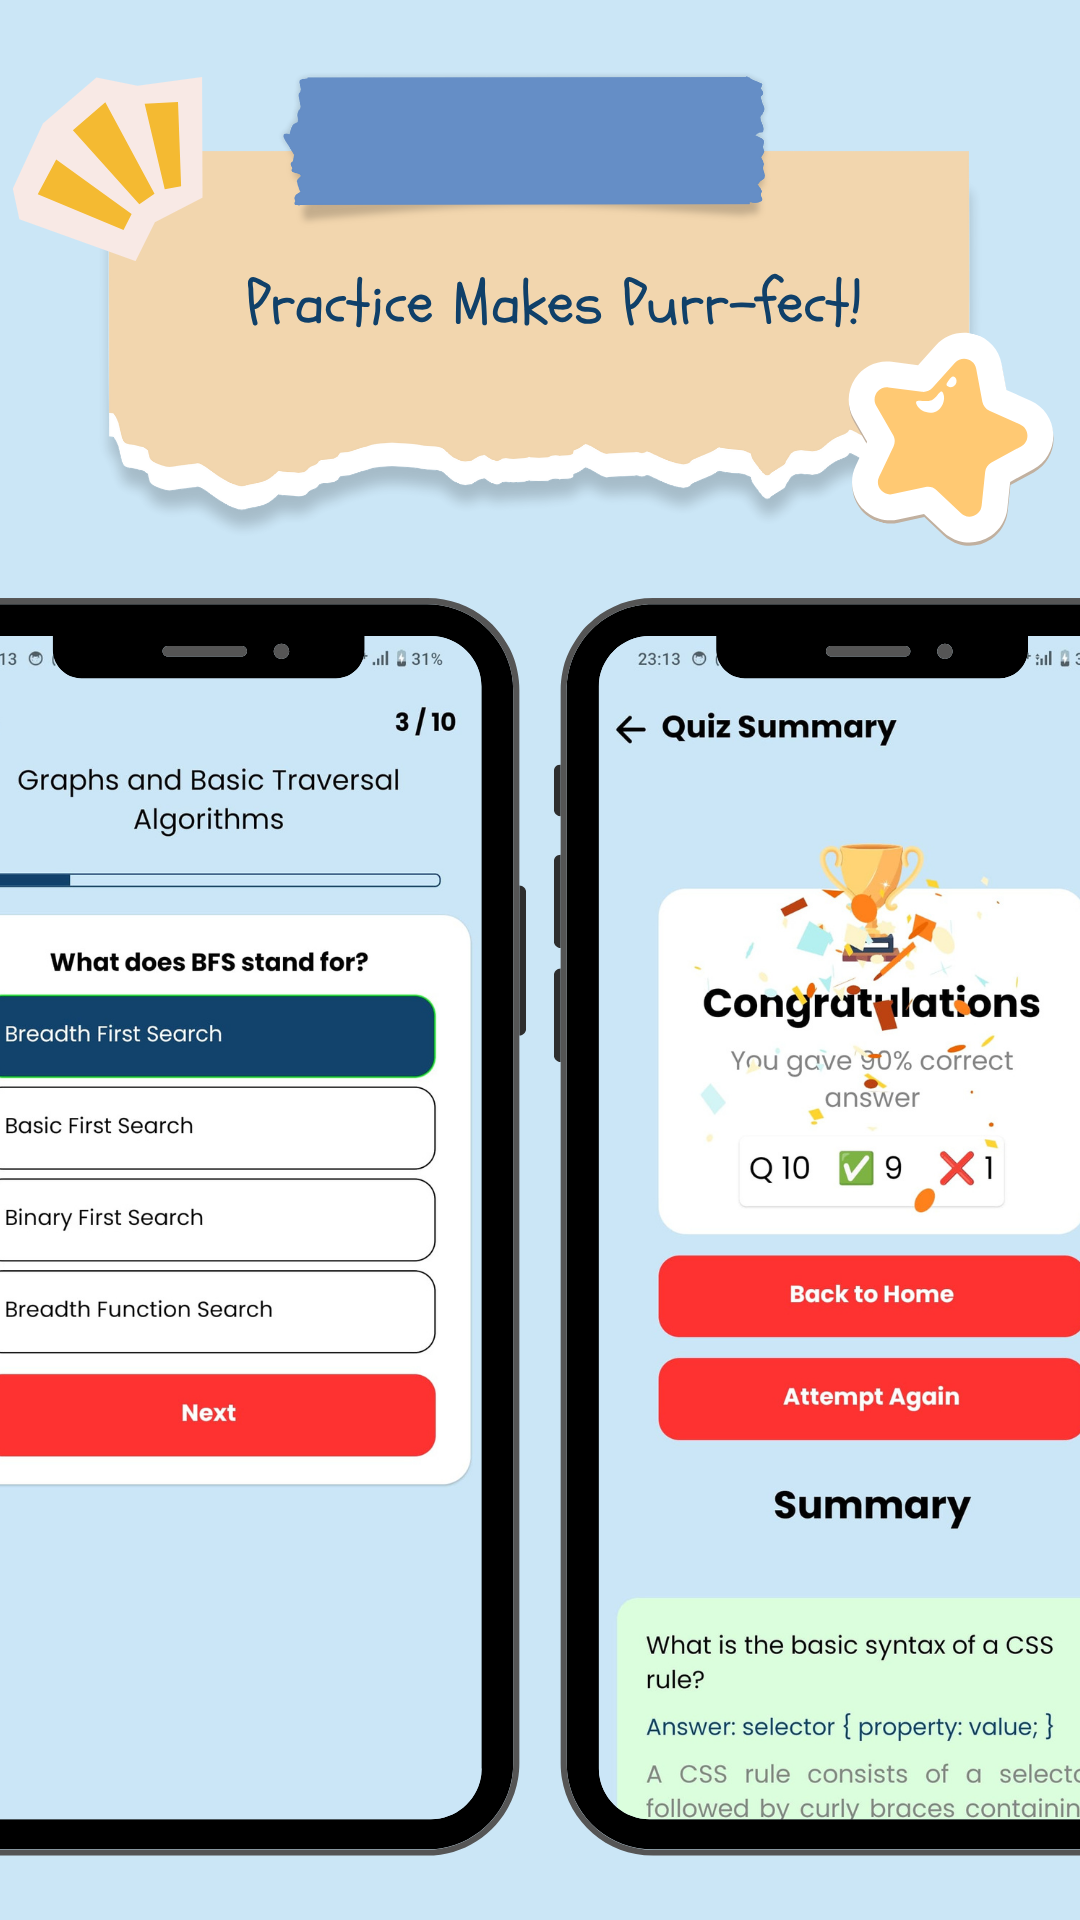 Practice Makes Purr-fect!
13
31%
3 / 10
Graphs and Basic Traversal
Algorithms
What does BFS stand for?
Breadth First Search
Basic First Search
Binary First Search
Breadth Function Search
Next
23:13
Quiz Summary
Congratulations
You gave 90% correct
answer
Q 10 ✅ 9 ❌ 1
Back to Home
Attempt Again
Summary
What is the basic syntax of a CSS
rule?
Answer: selector { property: value; }
A CSS rule consists of a
followed by curly braces